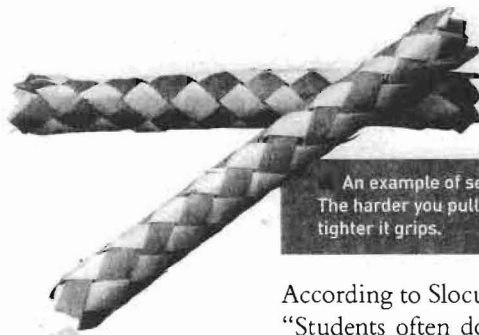 An example of se
The harder you pull
tighter it grips.
According to Slocu
“Students often do